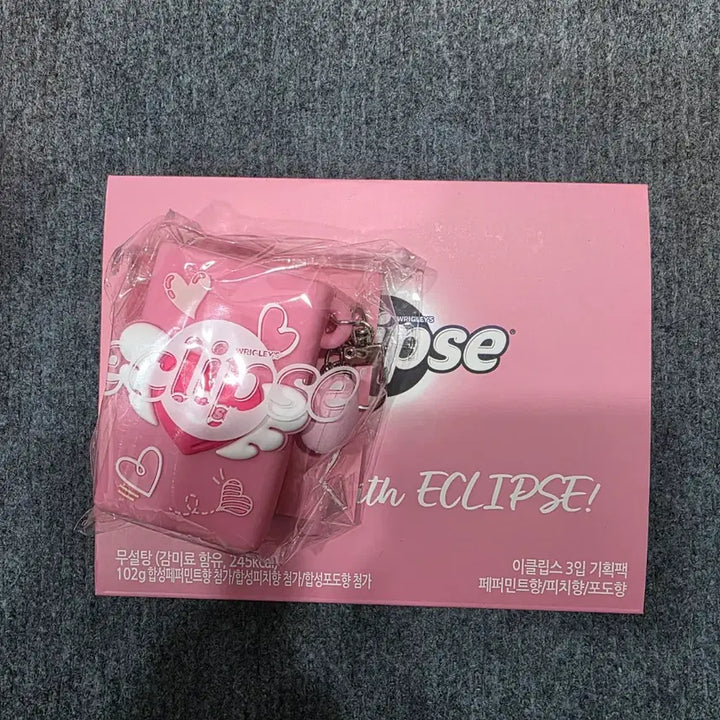 WRIGLEY'S
eclipse
WRIGLEY'S
ipse
ECLIPSE!
무설탕 (감미료 함유, 245kcal)
102g 합성페퍼민트향 첨가/합성피치향 첨가/합성포도향 첨가
이클립스 3입 기획팩
페퍼민트향/피치향/포도향